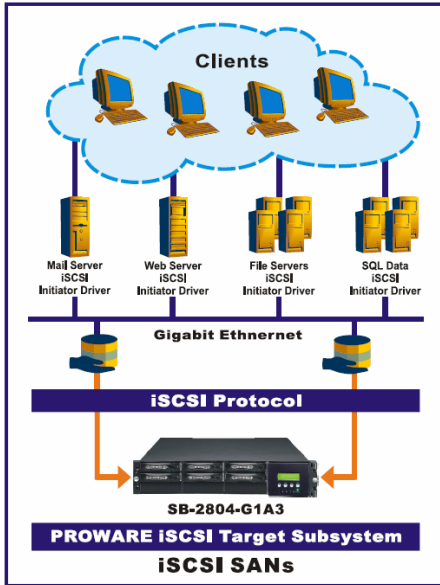 Clients
Mail Server
iSCSI
Initiator Driver
Web Server
iSCSI
Initiator Driver
File Servers
iSCSI
Initiator Driver
SQL Data
iSCSI
Initiator Driver
Gigabit Ethnernet
iSCSI Protocol
SB-2804-G1A3
PROWARE iSCSI Target Subsystem
iSCSI SANs